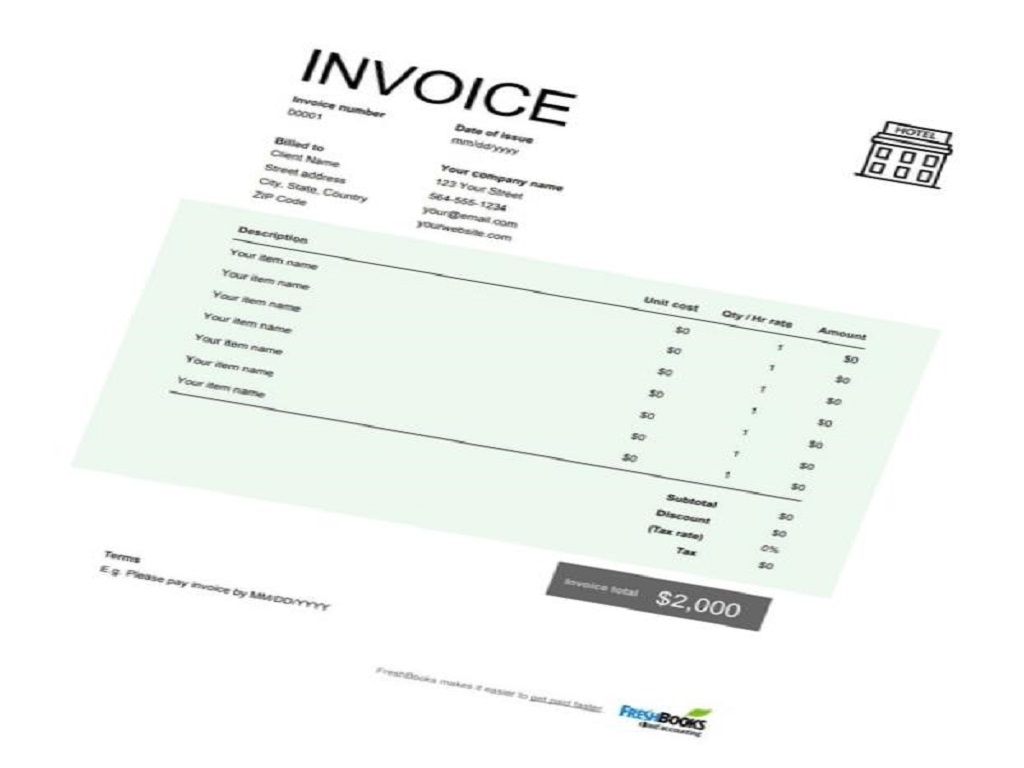 INVOICE
Invoice number
00001
Date of issue
mm/dd/yyyy
HOTEL
Billed to
Client Name
Street address
City, State, Country
ZIP Code
Your company name
123 Your Street
564-555-1234
your@email.com
yourwebsite.com
Description Unit cost Qty / Hr rate Amount
Your item name $0 1 $0
Your item name $0 1 $0
Your item name $0 1 $0
Your item name $0 1 $0
Your item name $0 1 $0
Your item name $0 1 $0
Your item name $0 1 $0
Subtotal $0
Discount $0
(Tax rate) 0%
Tax $0
Invoice total $2,000
Terms
E.g. Please pay invoice by MM/DD/YYYY
FreshBooks makes it easier to get paid faster
FRESHBOOKS
cloud accounting